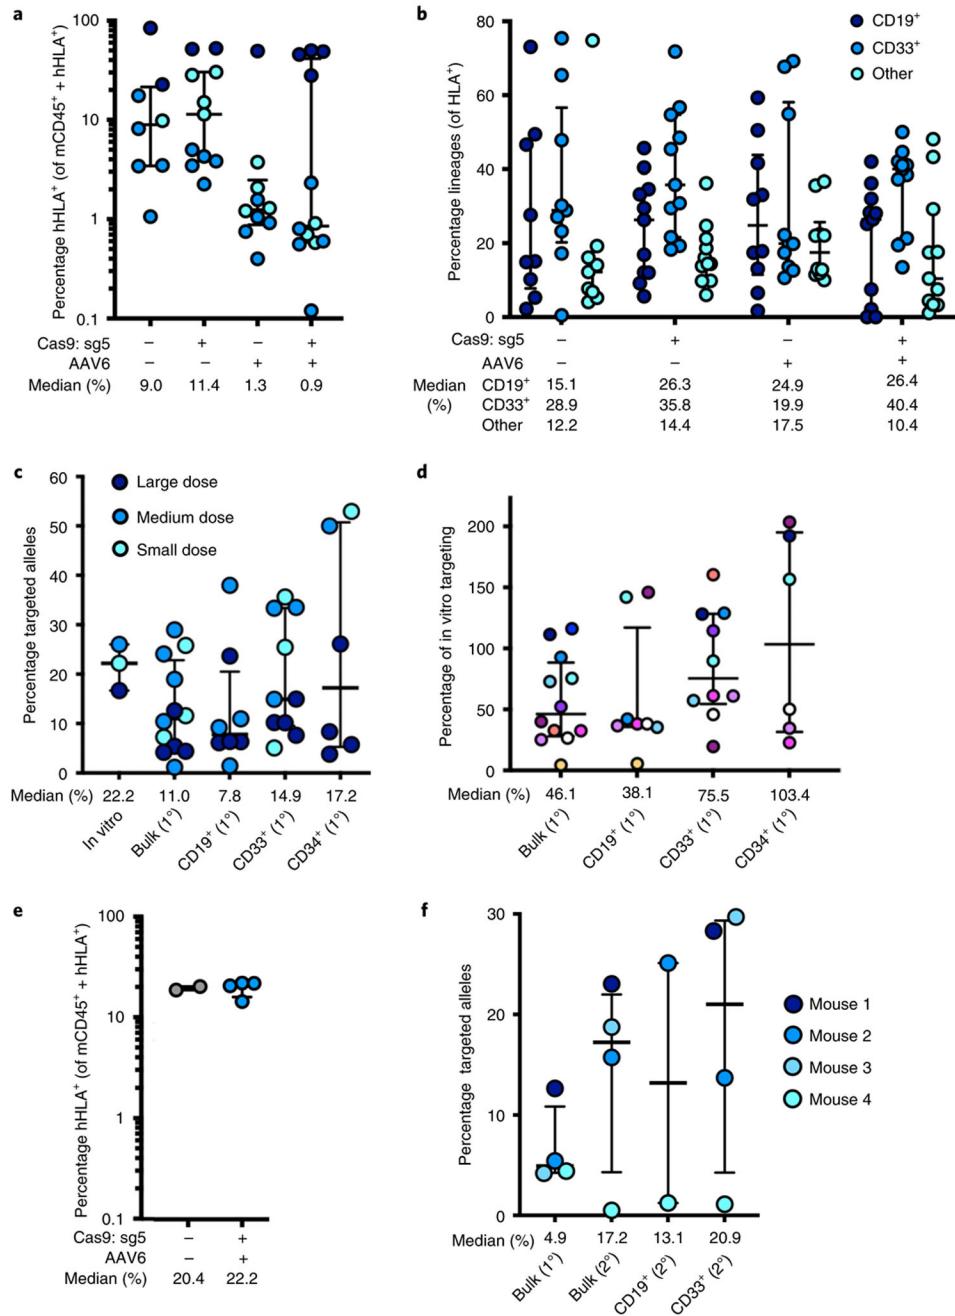 a
Percentage hHLA⁺ (of mCD45⁺ + hHLA⁺)
100
10
1
0.1
Cas9: sg5 – + – +
AAV6 – – + +
Median (%) 9.0 11.4 1.3 0.9
b
Percentage lineages (of HLA⁺)
80
60
40
20
0
CD19⁺
CD33⁺
Other
Cas9: sg5 – + – +
AAV6 – – + +
Median CD19⁺ 15.1 26.3 24.9 26.4
(%) CD33⁺ 28.9 35.8 19.9 40.4
Other 12.2 14.4 17.5 10.4
c
Percentage targeted alleles
60
50
40
30
20
10
0
Large dose
Medium dose
Small dose
Median (%) 22.2 11.0 7.8 14.9 17.2
In vitro Bulk (1°) CD19⁺ (1°) CD33⁺ (1°) CD34⁺ (1°)
d
Percentage of in vitro targeting
200
150
100
50
0
Median (%) 46.1 38.1 75.5 103.4
Bulk (1°) CD19⁺ (1°) CD33⁺ (1°) CD34⁺ (1°)
e
Percentage hHLA⁺ (of mCD45⁺ + hHLA⁺)
100
10
1
0.1
Cas9: sg5 – +
AAV6 – +
Median (%) 20.4 22.2
f
Percentage targeted alleles
30
20
10
0
Mouse 1
Mouse 2
Mouse 3
Mouse 4
Median (%) 4.9 17.2 13.1 20.9
Bulk (1°) Bulk (2°) CD19⁺ (2°) CD33⁺ (2°)